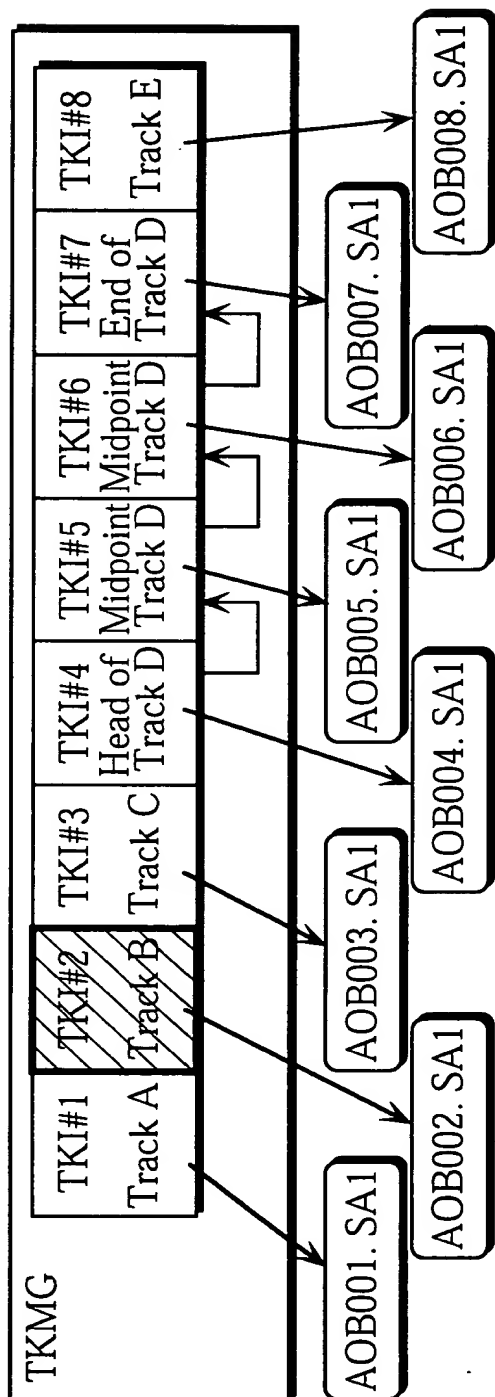 TKMG
TKI#1
Track A
TKI#2
Track B
TKI#3
Track C
TKI#4
Head of
Track D
TKI#5
Midpoint
Track D
TKI#6
Midpoint
Track D
TKI#7
End of
Track D
TKI#8
Track E
AOB001. SA1
AOB002. SA1
AOB003. SA1
AOB004. SA1
AOB005. SA1
AOB006. SA1
AOB007. SA1
AOB008. SA1